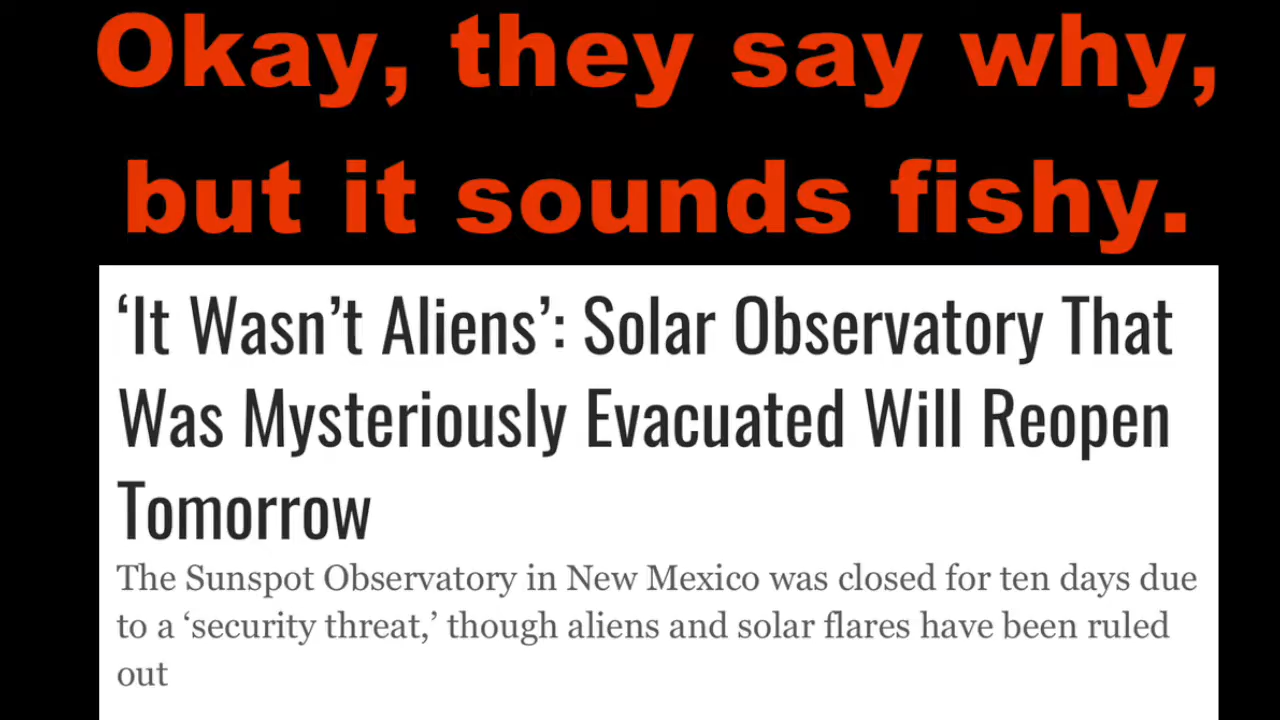 Okay, they say why,
but it sounds fishy.
‘It Wasn’t Aliens’: Solar Observatory That
Was Mysteriously Evacuated Will Reopen
Tomorrow
The Sunspot Observatory in New Mexico was closed for ten days due
to a ‘security threat,’ though aliens and solar flares have been ruled
out